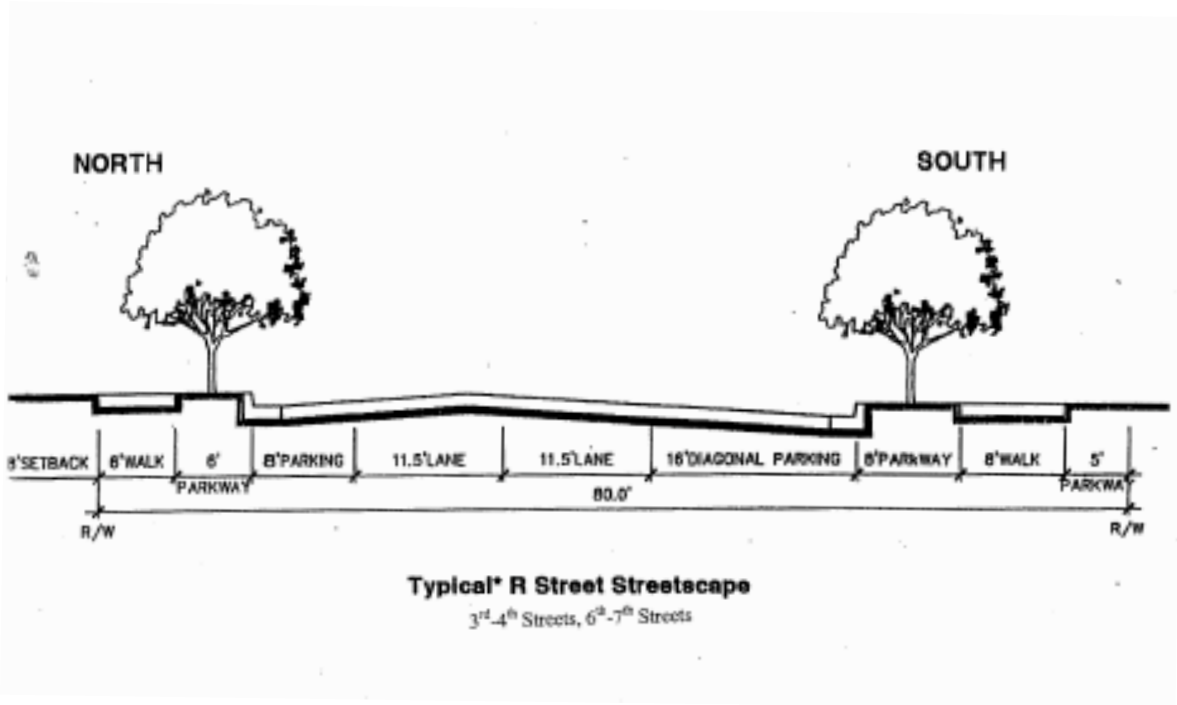 NORTH
SOUTH
8'SETBACK
6'WALK
6'
PARKWAY
8'PARKING
11.5'LANE
11.5'LANE
16'DIAGONAL PARKING
8'PARKWAY
8'WALK
5'
PARKWAY
80.0'
R/W
R/W
Typical* R Street Streetscape
3rd-4th Streets, 6th-7th Streets